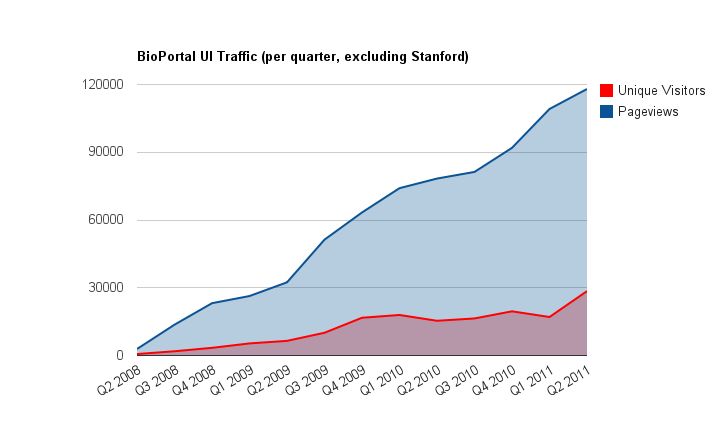 BioPortal UI Traffic (per quarter, excluding Stanford)
120000
90000
60000
30000
0
Unique Visitors
Pageviews
Q2 2008
Q3 2008
Q4 2008
Q1 2009
Q2 2009
Q3 2009
Q4 2009
Q1 2010
Q2 2010
Q3 2010
Q4 2010
Q1 2011
Q2 2011